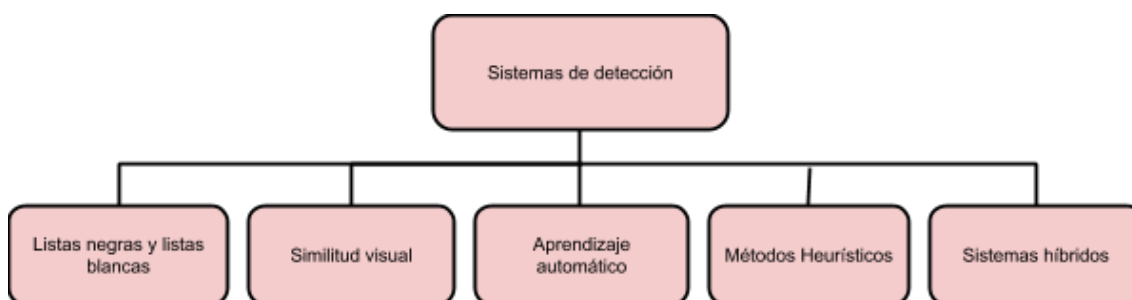 Sistemas de detección
Listas negras y listas
blancas
Similitud visual
Aprendizaje
automático
Métodos Heurísticos
Sistemas híbridos